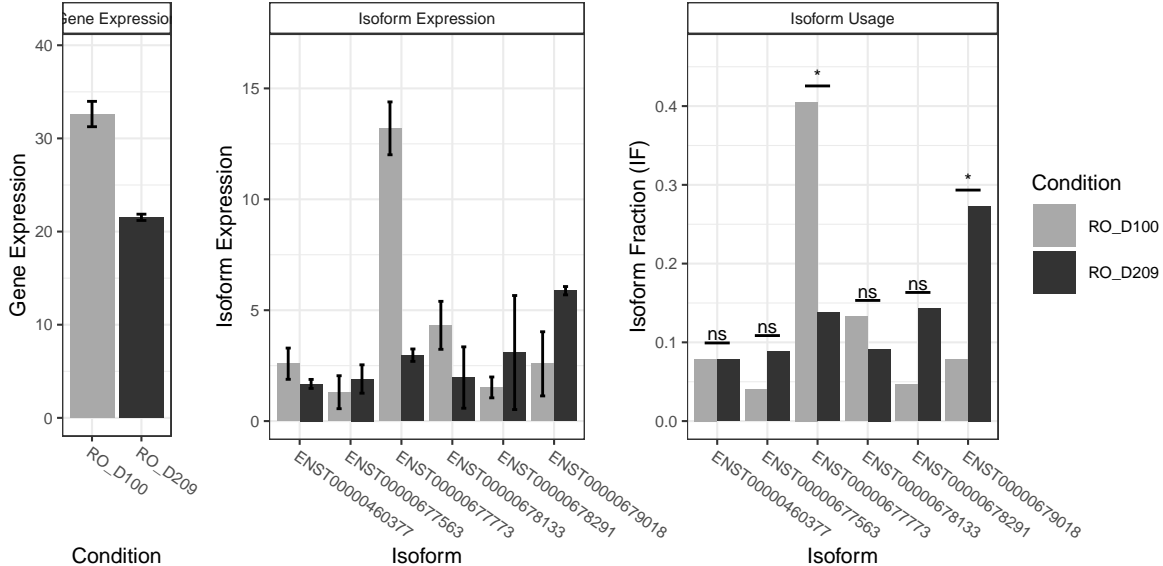 Gene Expression
Isoform Expression
Isoform Usage
Gene Expression
40
30
20
10
0
RO_D100
RO_D209
Condition
Isoform Expression
15
10
5
0
ENST00000460377
ENST00000677563
ENST00000677773
ENST00000678133
ENST00000678291
ENST00000679018
Isoform
Isoform Fraction (IF)
0.4
0.3
0.2
0.1
0.0
ns
ns
*
ns
ns
*
ENST00000460377
ENST00000677563
ENST00000677773
ENST00000678133
ENST00000678291
ENST00000679018
Isoform
Condition
RO_D100
RO_D209